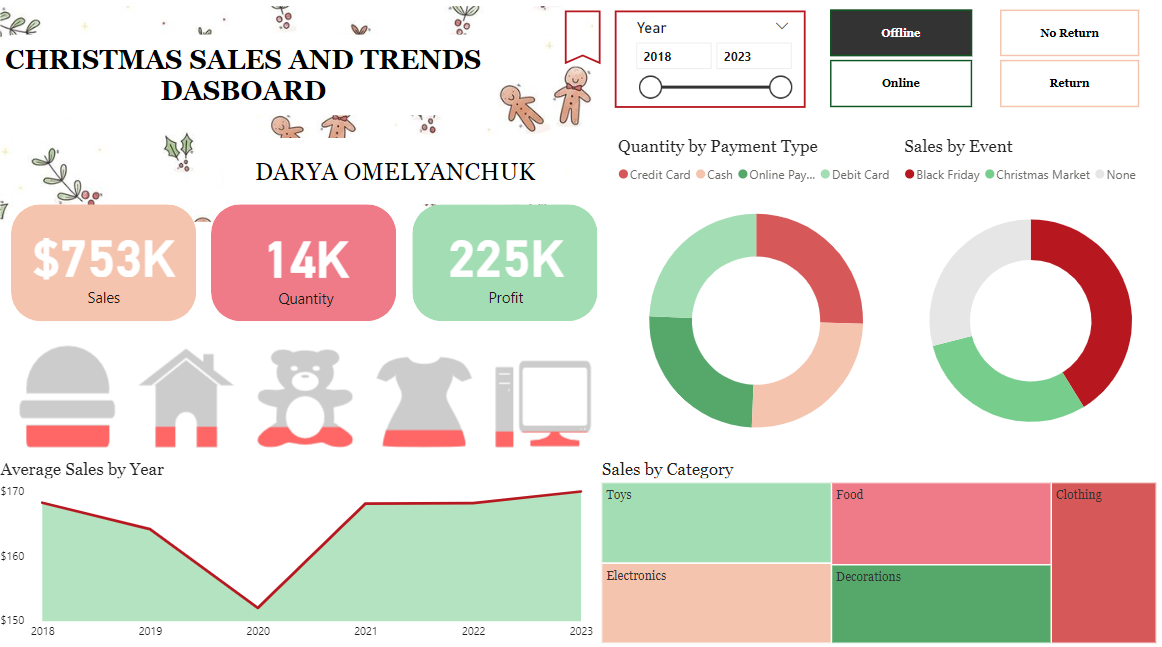 CHRISTMAS SALES AND TRENDS
DASBOARD
DARYA OMELYANCHUK
Year
2018 2023
Offline
Online
No Return
Return
$753K
Sales
14K
Quantity
225K
Profit
Quantity by Payment Type
Credit Card Cash Online Pay... Debit Card
Sales by Event
Black Friday Christmas Market None
Average Sales by Year
$170
$160
$150
2018 2019 2020 2021 2022 2023
Sales by Category
Toys
Food
Clothing
Electronics
Decorations